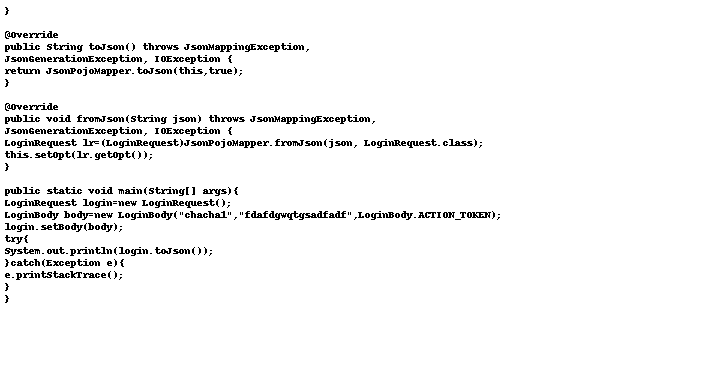 }
@Override
public String toJson() throws JsonMappingException,
JsonGenerationException, IOException {
return JsonPojoMapper.toJson(this,true);
}
@Override
public void fromJson(String json) throws JsonMappingException,
JsonGenerationException, IOException {
LoginRequest lr=(LoginRequest)JsonPojoMapper.fromJson(json, LoginRequest.class);
this.setOpt(lr.getOpt());
}
public static void main(String[] args){
LoginRequest login=new LoginRequest();
LoginBody body=new LoginBody("chacha1","fdafdgwqtgsadfadf",LoginBody.ACTION_TOKEN);
login.setBody(body);
try{
System.out.println(login.toJson());
}catch(Exception e){
e.printStackTrace();
}
}